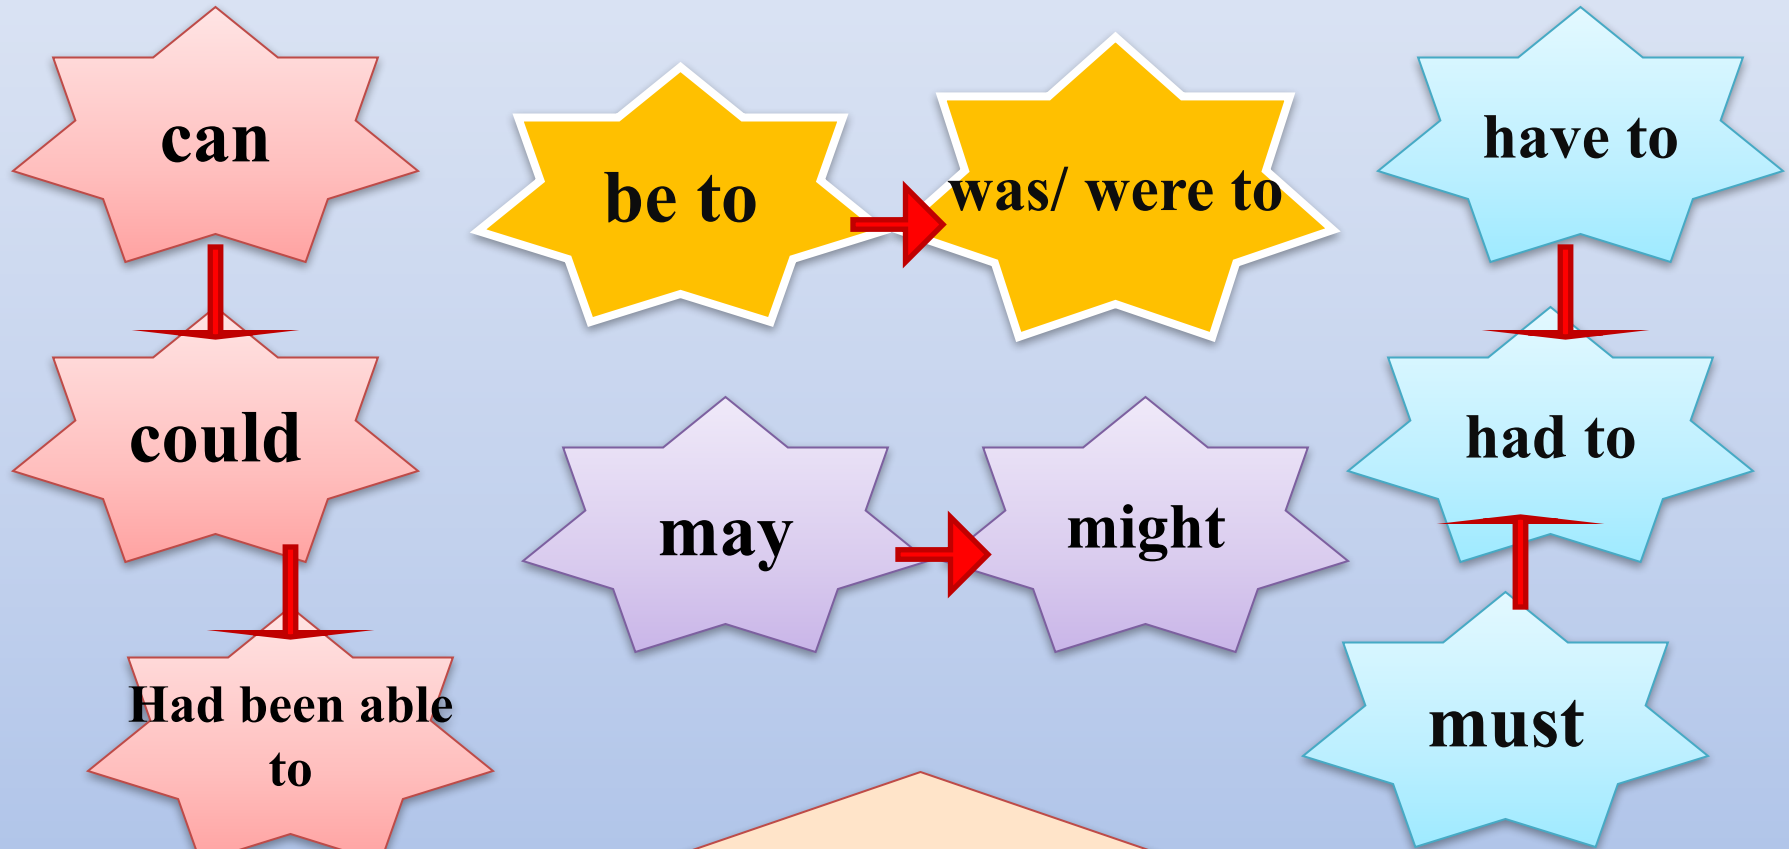 can
could
Had been able
to
be to
was/ were to
may
might
have to
had to
must